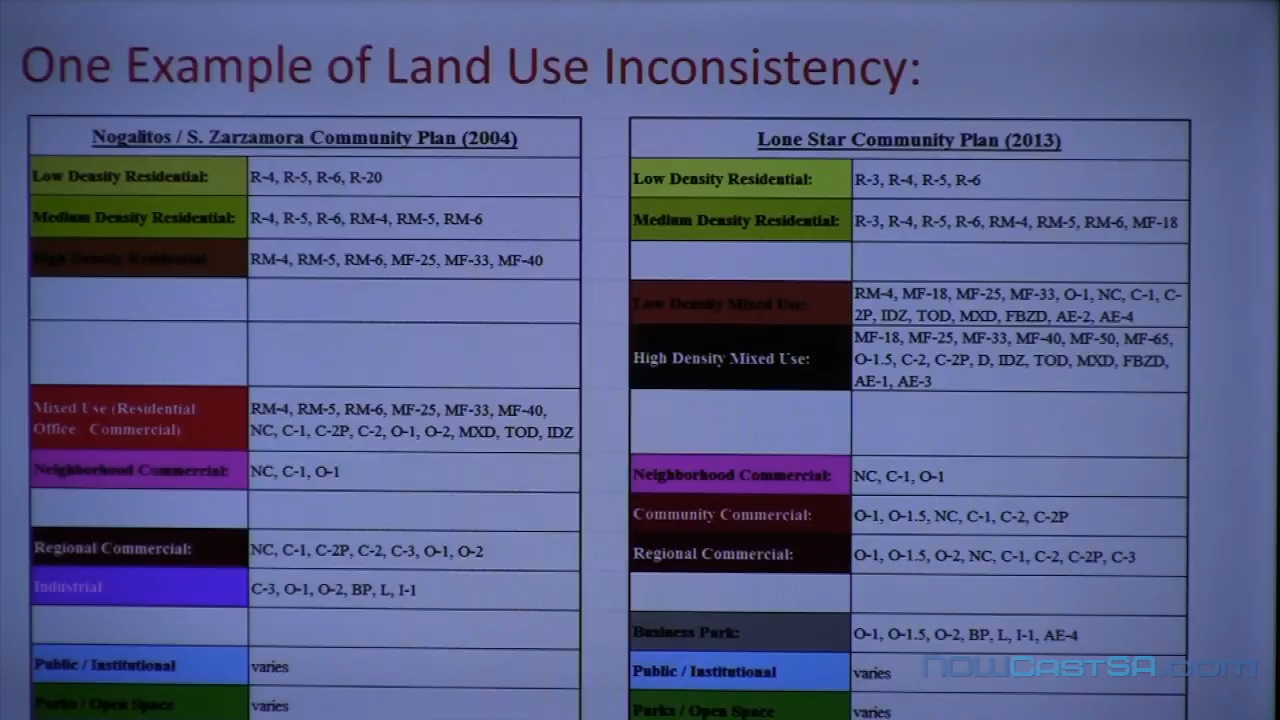 One Example of Land Use Inconsistency:
Nogalitos / S. Zarzamora Community Plan (2004)
Low Density Residential: R-4, R-5, R-6, R-20
Medium Density Residential: R-4, R-5, R-6, RM-4, RM-5, RM-6
High Density Residential RM-4, RM-5, RM-6, MF-25, MF-33, MF-40
Mixed Use (Residential
Office - Commercial)
RM-4, RM-5, RM-6, MF-25, MF-33, MF-40,
NC, C-1, C-2P, C-2, O-1, O-2, MXD, TOD, IDZ
Neighborhood Commercial: NC, C-1, O-1
Regional Commercial: NC, C-1, C-2P, C-2, C-3, O-1, O-2
Industrial C-3, O-1, O-2, BP, L, I-1
Public / Institutional varies
Parks / Open Space varies
Lone Star Community Plan (2013)
Low Density Residential: R-3, R-4, R-5, R-6
Medium Density Residential: R-3, R-4, R-5, R-6, RM-4, RM-5, RM-6, MF-18
Low Density Mixed Use:
RM-4, MF-18, MF-25, MF-33, O-1, NC, C-1, C-
2P, IDZ, TOD, MXD, FBZD, AE-2, AE-4
High Density Mixed Use:
MF-18, MF-25, MF-33, MF-40, MF-50, MF-65,
O-1.5, C-2, C-2P, D, IDZ, TOD, MXD, FBZD,
AE-1, AE-3
Neighborhood Commercial: NC, C-1, O-1
Community Commercial: O-1, O-1.5, NC, C-1, C-2, C-2P
Regional Commercial: O-1, O-1.5, O-2, NC, C-1, C-2, C-2P, C-3
Business Park: O-1, O-1.5, O-2, BP, L, I-1, AE-4
Public / Institutional varies
Parks / Open Space varies
NOWCASTSA.com